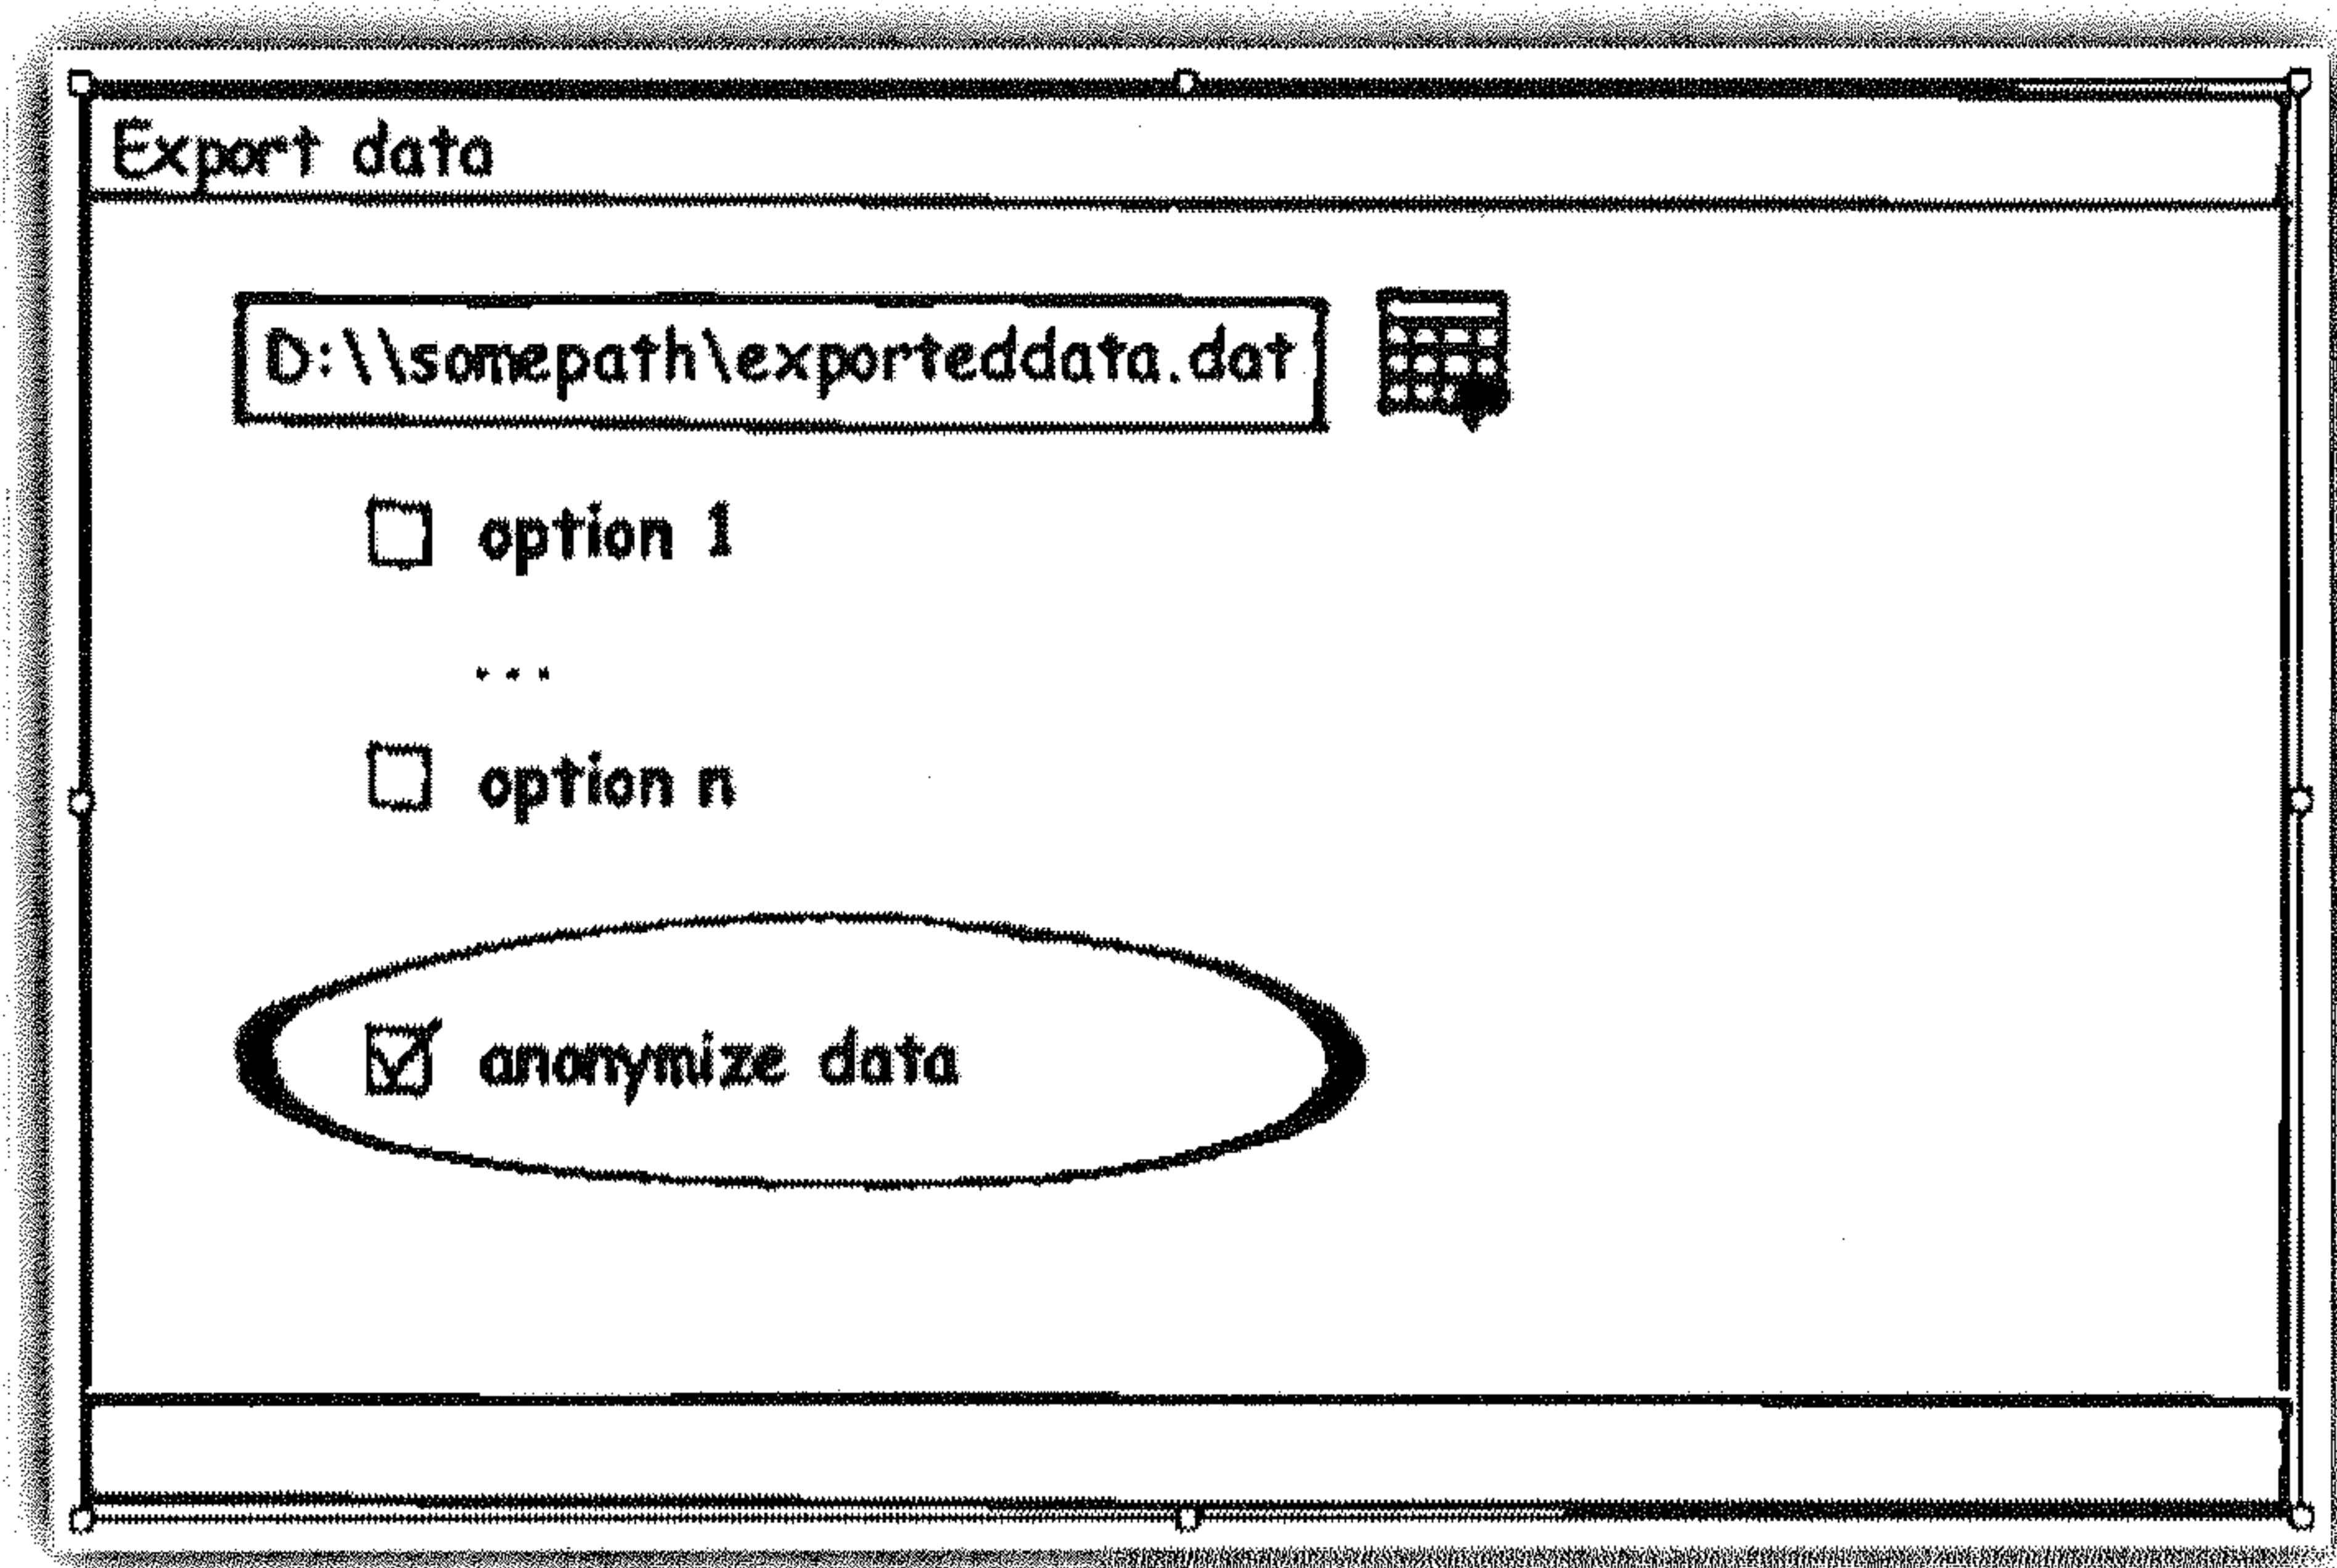 Export data
D:\\somepath\exporteddata.dat
option 1
...
option n
anonymize data